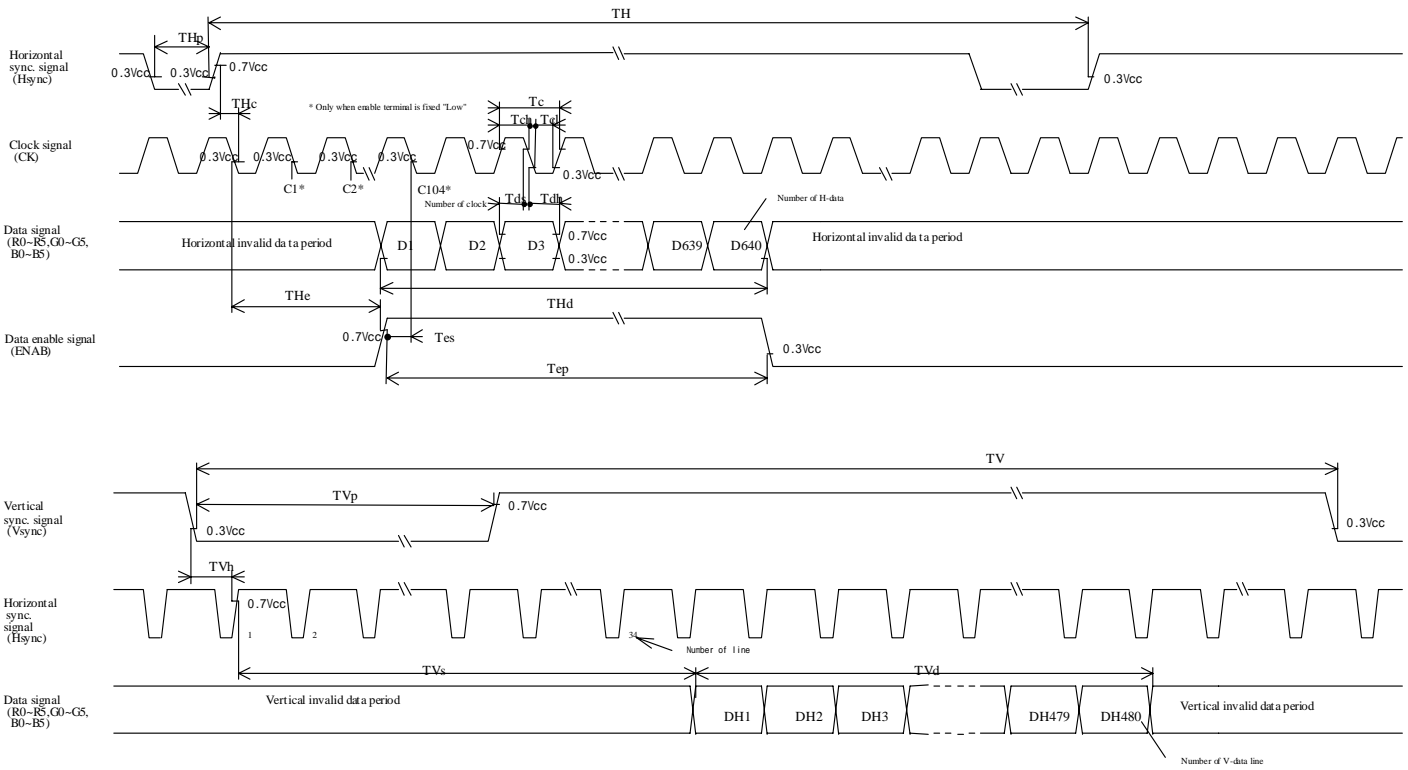 TH
THp
Horizontal
sync. signal
(Hsync)
0.3Vcc
0.3Vcc
0.7Vcc
0.3Vcc
THc
* Only when enable terminal is fixed "Low"
Tc
Tch
Tcl
Clock signal
(CK)
0.3Vcc
0.3Vcc
0.3Vcc
0.3Vcc
0.7Vcc
0.3Vcc
C1*
C2*
C104*
Number of clock
Tds
Tdh
Number of H-data
Data signal
(R0~R5,G0~G5,
B0~B5)
Horizontal invalid data period
D1
D2
D3
0.7Vcc
0.3Vcc
D639
D640
Horizontal invalid data period
THe
THd
Data enable signal
(ENAB)
0.7Vcc
Tes
0.3Vcc
Tep
TV
TVp
Vertical
sync. signal
(Vsync)
0.3Vcc
0.7Vcc
0.3Vcc
TVh
Horizontal
sync.
signal
(Hsync)
0.7Vcc
1
2
34
Number of line
TVs
TVd
Data signal
(R0~R5,G0~G5,
B0~B5)
Vertical invalid data period
DH1
DH2
DH3
DH479
DH480
Vertical invalid data period
Number of V-data line